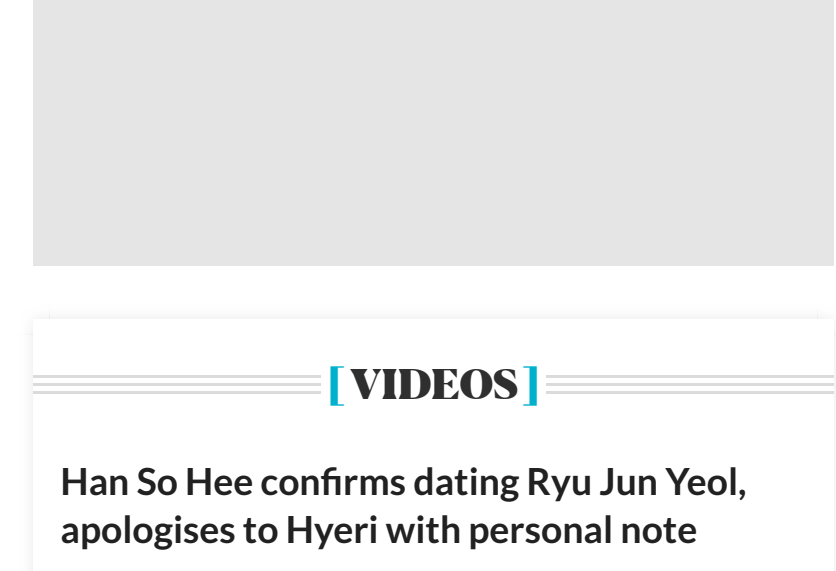 [ VIDEOS ]
Han So Hee confirms dating Ryu Jun Yeol,
apologises to Hyeri with personal note